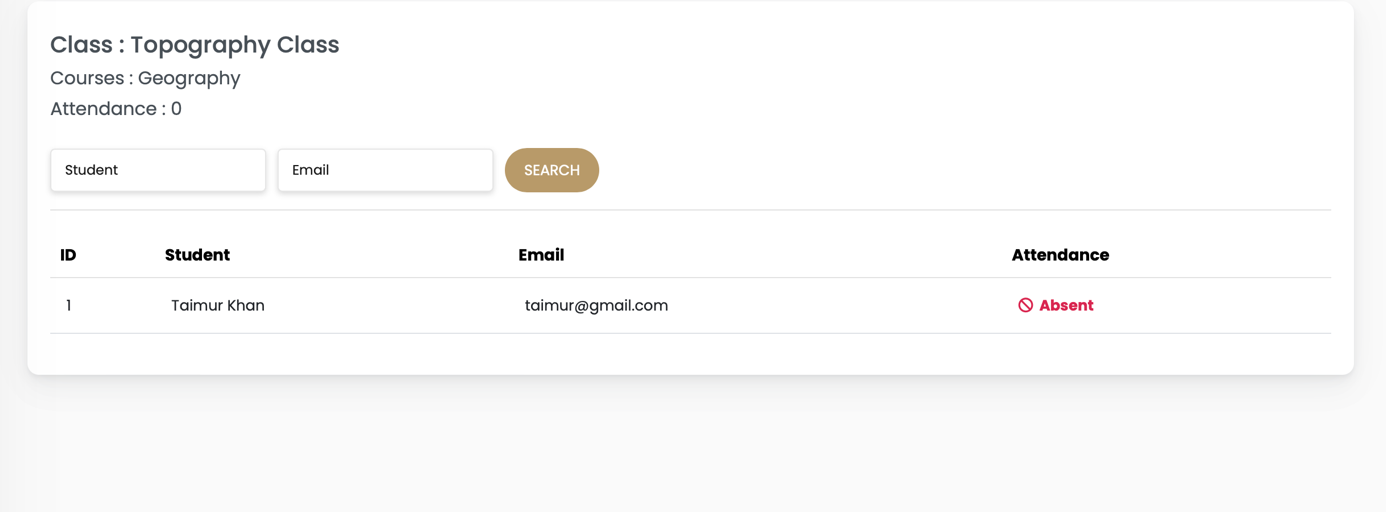 Class : Topography Class
Courses : Geography
Attendance : 0
Student Email SEARCH
ID Student Email Attendance
1 Taimur Khan taimur@gmail.com Absent